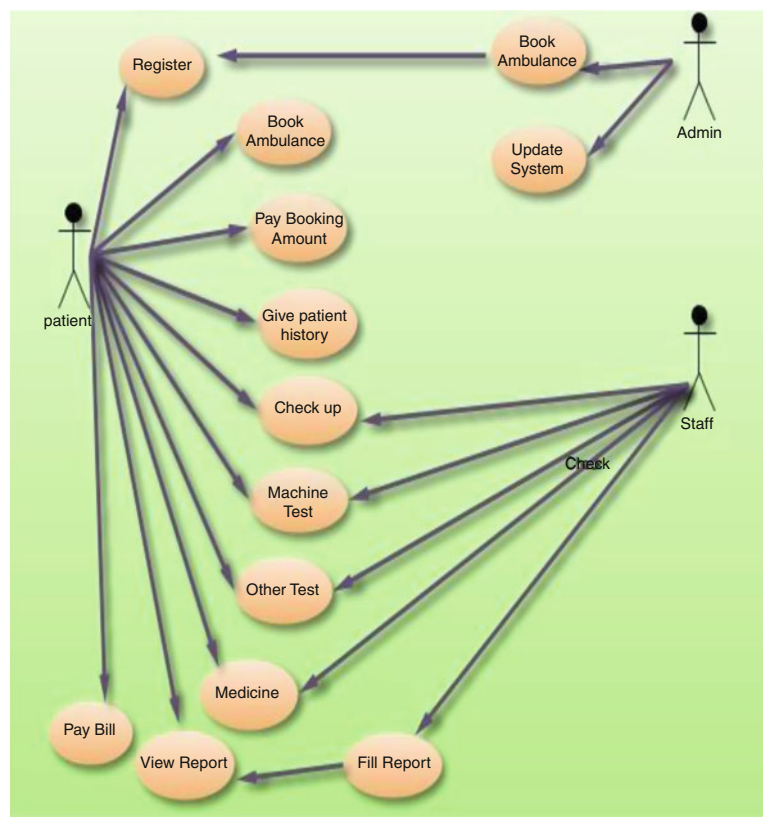 Register
Book
Ambulance
Admin
Book
Ambulance
Update
System
Pay Booking
Amount
patient
Give patient
history
Check up
Staff
Check
Machine
Test
Other Test
Medicine
Pay Bill
View Report
Fill Report